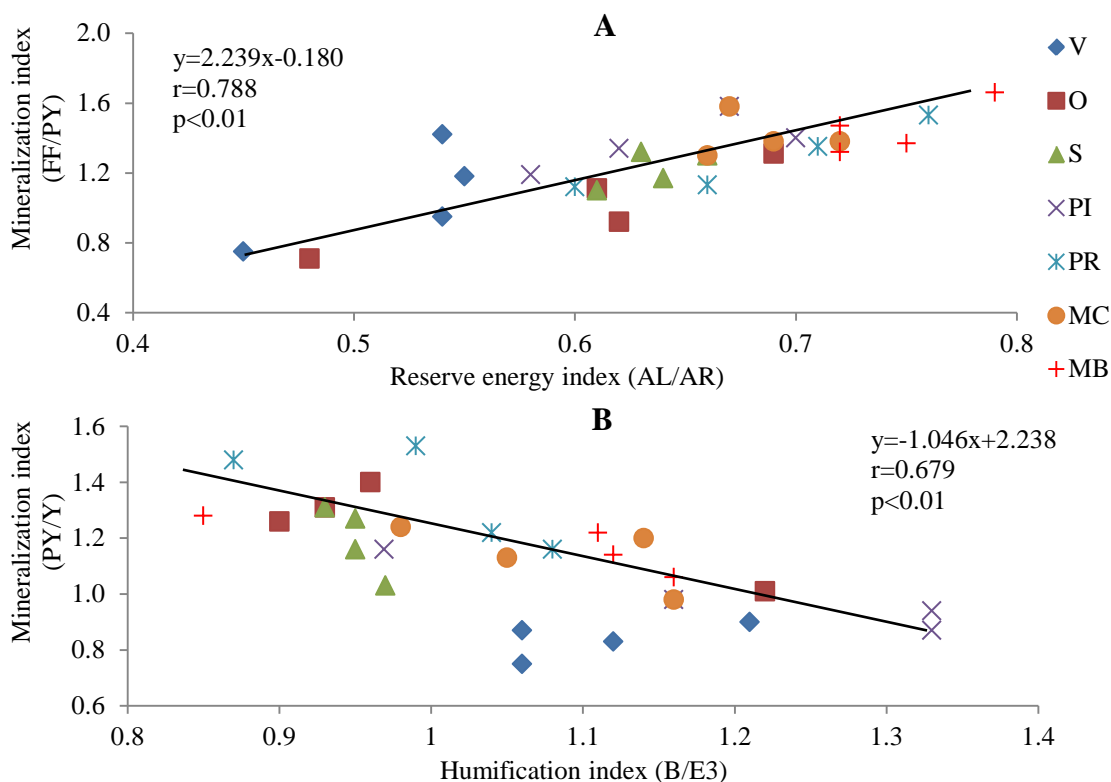 A
y=2.239x-0.180
r=0.788
p<0.01
Mineralization index
(FF/PY)
2.0
1.6
1.2
0.8
0.4
0.4 0.5 0.6 0.7 0.8
Reserve energy index (AL/AR)
V
O
S
PI
PR
MC
MB
B
y=-1.046x+2.238
r=0.679
p<0.01
Mineralization index
(PY/Y)
1.6
1.4
1.2
1.0
0.8
0.6
0.8 0.9 1 1.1 1.2 1.3 1.4
Humification index (B/E3)